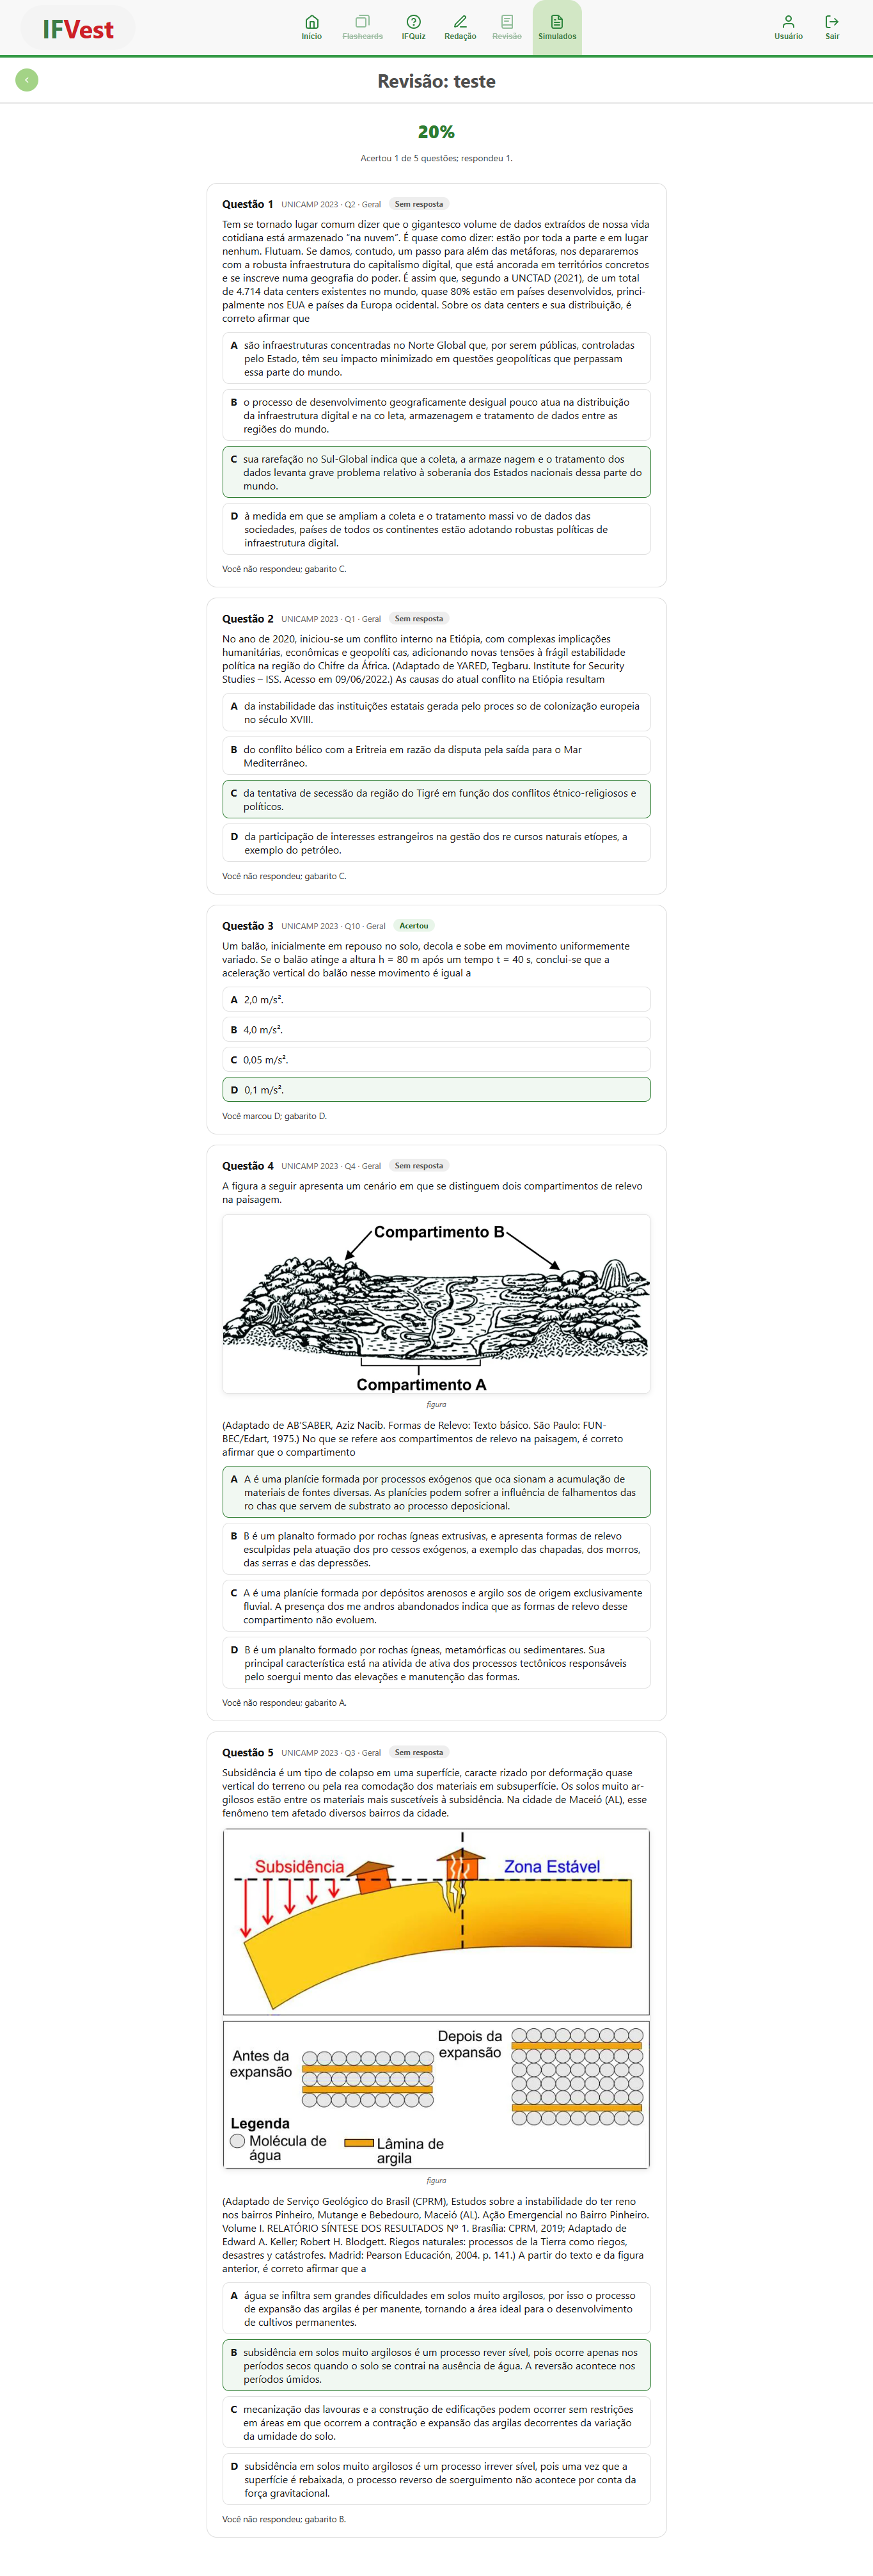 IFVest
Início
Flashcards
IFQuiz
Redação
Revisão
Simulados
Usuário
Sair
Revisão: teste
20%
Acertou 1 de 5 questões; respondeu 1.
Questão 1 UNICAMP 2023 · Q2 · Geral Sem resposta
Tem se tornado lugar comum dizer que o gigantesco volume de dados extraídos de nossa vida
cotidiana está armazenado "na nuvem". É quase como dizer: estão por toda a parte e em lugar
nenhum. Flutuam. Se damos, contudo, um passo para além das metáforas, nos depararemos
com a robusta infraestrutura do capitalismo digital, que está ancorada em territórios concretos
e se inscreve numa geografia do poder. É assim que, segundo a UNCTAD (2021), de um total
de 4.714 data centers existentes no mundo, quase 80% estão em países desenvolvidos, princi-
palmente nos EUA e países da Europa ocidental. Sobre os data centers e sua distribuição, é
correto afirmar que
A são infraestruturas concentradas no Norte Global que, por serem públicas, controladas
pelo Estado, têm seu impacto minimizado em questões geopolíticas que perpassam
essa parte do mundo.
B o processo de desenvolvimento geograficamente desigual pouco atua na distribuição
da infraestrutura digital e na co leta, armazenagem e tratamento de dados entre as
regiões do mundo.
C sua rarefação no Sul-Global indica que a coleta, a armaze nagem e o tratamento dos
dados levanta grave problema relativo à soberania dos Estados nacionais dessa parte do
mundo.
D à medida em que se ampliam a coleta e o tratamento massi vo de dados das
sociedades, países de todos os continentes estão adotando robustas políticas de
infraestrutura digital.
Você não respondeu; gabarito C.
Questão 2 UNICAMP 2023 · Q1 · Geral Sem resposta
No ano de 2020, iniciou-se um conflito interno na Etiópia, com complexas implicações
humanitárias, econômicas e geopolíti cas, adicionando novas tensões à frágil estabilidade
política na região do Chifre da África. (Adaptado de YARED, Tegbaru. Institute for Security
Studies – ISS. Acesso em 09/06/2022.) As causas do atual conflito na Etiópia resultam
A da instabilidade das instituições estatais gerada pelo proces so de colonização europeia
no século XVIII.
B do conflito bélico com a Eritreia em razão da disputa pela saída para o Mar
Mediterrâneo.
C da tentativa de secessão da região do Tigré em função dos conflitos étnico-religiosos e
políticos.
D da participação de interesses estrangeiros na gestão dos re cursos naturais etíopes, a
exemplo do petróleo.
Você não respondeu; gabarito C.
Questão 3 UNICAMP 2023 · Q10 · Geral Acertou
Um balão, inicialmente em repouso no solo, decola e sobe em movimento uniformemente
variado. Se o balão atinge a altura h = 80 m após um tempo t = 40 s, conclui-se que a
aceleração vertical do balão nesse movimento é igual a
A 2,0 m/s².
B 4,0 m/s².
C 0,05 m/s².
D 0,1 m/s².
Você marcou D; gabarito D.
Questão 4 UNICAMP 2023 · Q4 · Geral Sem resposta
A figura a seguir apresenta um cenário em que se distinguem dois compartimentos de relevo
na paisagem.
Compartimento B
Compartimento A
figura
(Adaptado de AB'SABER, Aziz Nacib. Formas de Relevo: Texto básico. São Paulo: FUN-
BEC/Edart, 1975.) No que se refere aos compartimentos de relevo na paisagem, é correto
afirmar que o compartimento
A A é uma planície formada por processos exógenos que oca sionam a acumulação de
materiais de fontes diversas. As planícies podem sofrer a influência de falhamentos das
ro chas que servem de substrato ao processo deposicional.
B B é um planalto formado por rochas ígneas extrusivas, e apresenta formas de relevo
esculpidas pela atuação dos pro cessos exógenos, a exemplo das chapadas, dos morros,
das serras e das depressões.
C A é uma planície formada por depósitos arenosos e argilo sos de origem exclusivamente
fluvial. A presença dos me andros abandonados indica que as formas de relevo desse
compartimento não evoluem.
D B é um planalto formado por rochas ígneas, metamórficas ou sedimentares. Sua
principal característica está na ativida de ativa dos processos tectônicos responsáveis
pelo soergui mento das elevações e manutenção das formas.
Você não respondeu; gabarito A.
Questão 5 UNICAMP 2023 · Q3 · Geral Sem resposta
Subsidência é um tipo de colapso em uma superfície, caracte rizado por deformação quase
vertical do terreno ou pela rea comodação dos materiais em subsuperfície. Os solos muito ar-
gilosos estão entre os materiais mais suscetíveis à subsidência. Na cidade de Maceió (AL), esse
fenômeno tem afetado diversos bairros da cidade.
Subsidência
Zona Estável
Antes da
expansão
Depois da
expansão
Legenda
Molécula de
água
Lâmina de
argila
figura
(Adaptado de Serviço Geológico do Brasil (CPRM), Estudos sobre a instabilidade do ter reno
nos bairros Pinheiro, Mutange e Bebedouro, Maceió (AL). Ação Emergencial no Bairro Pinheiro.
Volume I. RELATÓRIO SÍNTESE DOS RESULTADOS Nº 1. Brasília: CPRM, 2019; Adaptado de
Edward A. Keller; Robert H. Blodgett. Riegos naturales: procesos de la Tierra como riegos,
desastres y catástrofes. Madrid: Pearson Educación, 2004. p. 141.) A partir do texto e da figura
anterior, é correto afirmar que a
A água se infiltra sem grandes dificuldades em solos muito argilosos, por isso o processo
de expansão das argilas é per manente, tornando a área ideal para o desenvolvimento
de cultivos permanentes.
B subsidência em solos muito argilosos é um processo rever sível, pois ocorre apenas nos
períodos secos quando o solo se contrai na ausência de água. A reversão acontece nos
períodos úmidos.
C mecanização das lavouras e a construção de edificações podem ocorrer sem restrições
em áreas em que ocorrem a contração e expansão das argilas decorrentes da variação
da umidade do solo.
D subsidência em solos muito argilosos é um processo irrever sível, pois uma vez que a
superfície é rebaixada, o processo reverso de soerguimento não acontece por conta da
força gravitacional.
Você não respondeu; gabarito B.